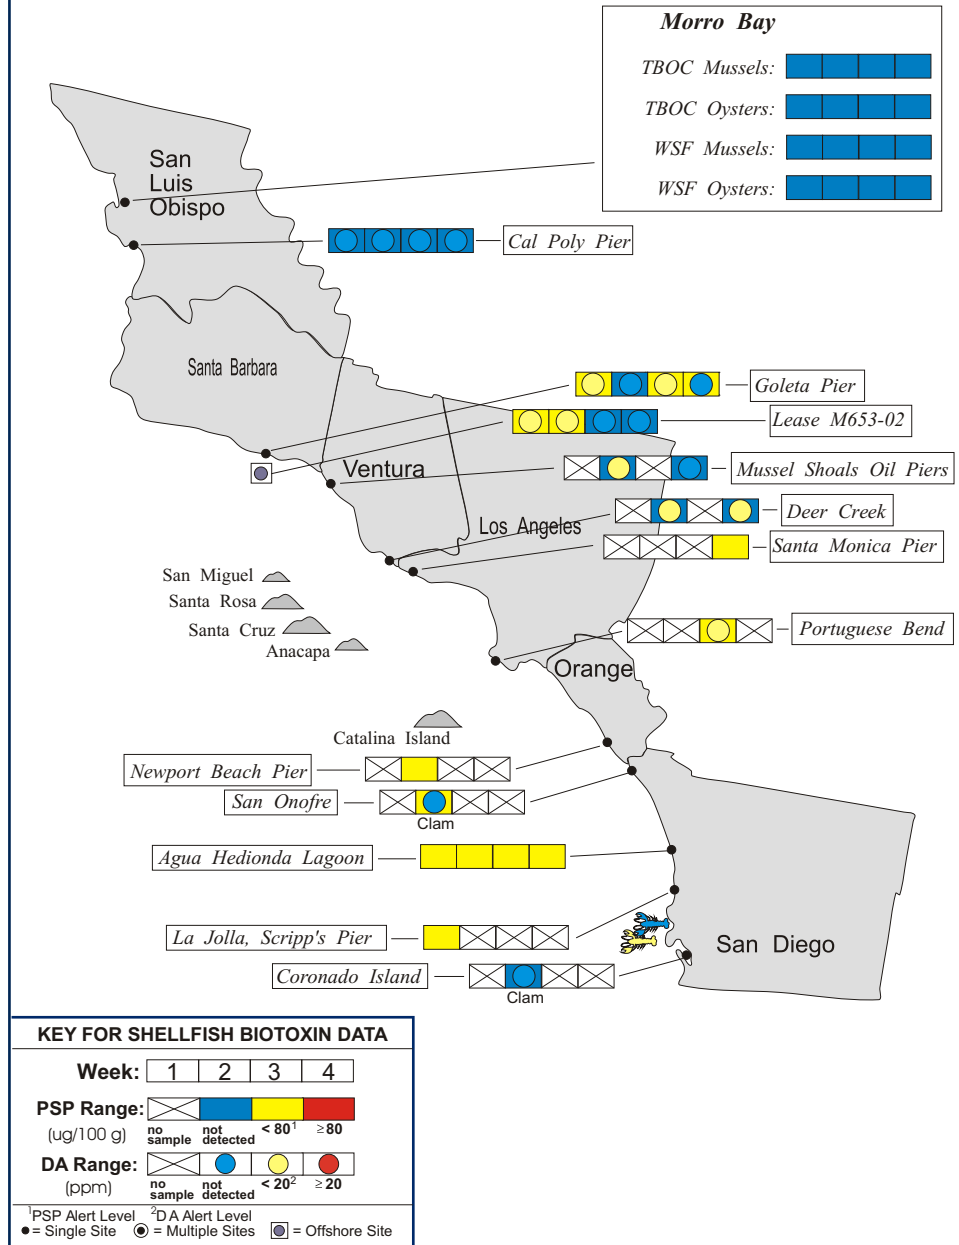 Morro Bay
TBOC Mussels:
TBOC Oysters:
WSF Mussels:
WSF Oysters:
San
Luis
Obispo
Cal Poly Pier
Santa Barbara
Goleta Pier
Lease M653-02
Ventura
Mussel Shoals Oil Piers
Los Angeles
Deer Creek
Santa Monica Pier
San Miguel
Santa Rosa
Santa Cruz
Anacapa
Portuguese Bend
Orange
Catalina Island
Newport Beach Pier
San Onofre
Clam
Agua Hedionda Lagoon
La Jolla, Scripp's Pier
San Diego
Coronado Island
Clam
KEY FOR SHELLFISH BIOTOXIN DATA
Week: 1 2 3 4
PSP Range:
(ug/100 g)
no sample
not detected
< 80¹
≥80
DA Range:
(ppm)
no sample
not detected
< 20²
≥ 20
¹PSP Alert Level ²DA Alert Level
= Single Site = Multiple Sites = Offshore Site